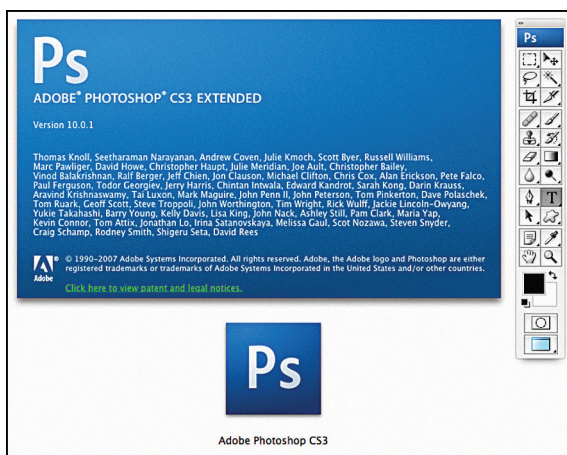 Ps
ADOBE® PHOTOSHOP® CS3 EXTENDED
Version 10.0.1
Thomas Knoll, Seetharaman Narayanan, Andrew Coven, Julie Kmoch, Scott Byer, Russell Williams,
Marc Pawliger, David Howe, Christopher Haupt, Julie Meridian, Joe Ault, Christopher Bailey,
Vinod Balakrishnan, Ralf Berger, Jeff Chien, Jon Clauson, Michael Clifton, Chris Cox, Alan Erickson, Pete Falco,
Paul Ferguson, Todor Georgiev, Jerry Harris, Chintan Intwala, Edward Kandrot, Sarah Kong, Darin Krauss,
Aravind Krishnaswamy, Tai Luxon, Mark Maguire, John Penn II, John Peterson, Tom Pinkerton, Dave Polaschek,
Tom Ruark, Geoff Scott, Steve Troppoli, John Worthington, Tim Wright, Rick Wulff, Jackie Lincoln-Owyang,
Yukie Takahashi, Barry Young, Kelly Davis, Lisa King, John Nack, Ashley Still, Pam Clark, Maria Yap,
Kevin Connor, Tom Attix, Jonathan Lo, Irina Satanovskaya, Melissa Gaul, Scot Nozawa, Steven Snyder,
Craig Schamp, Rodney Smith, Shigeru Seta, David Rees
Adobe
© 1990-2007 Adobe Systems Incorporated. All rights reserved. Adobe, the Adobe logo and Photoshop are either
registered trademarks or trademarks of Adobe Systems Incorporated in the United States and/or other countries.
Click here to view patent and legal notices.
Ps
T
Ps
Adobe Photoshop CS3